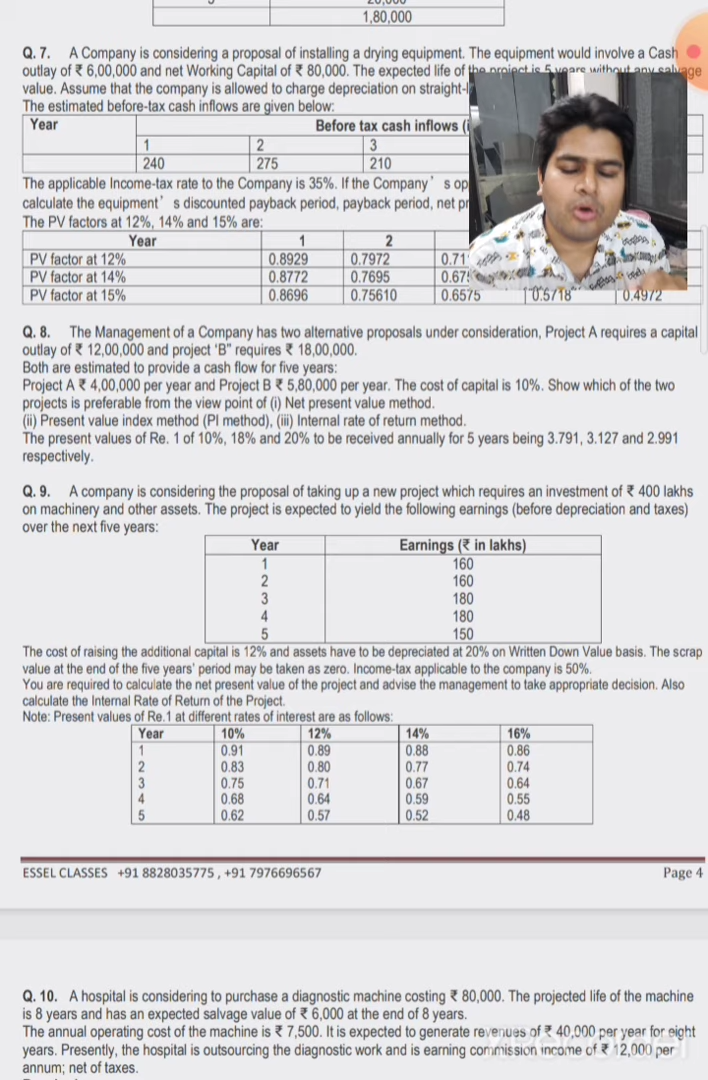 1,80,000
Q. 7. A Company is considering a proposal of installing a drying equipment. The equipment would involve a Cash
outlay of ₹ 6,00,000 and net Working Capital of ₹ 80,000. The expected life of the project is 5 years without any salvage
value. Assume that the company is allowed to charge depreciation on straight-
The estimated before-tax cash inflows are given below:
Year Before tax cash inflows (
1 2 3
240 275 210
The applicable Income-tax rate to the Company is 35%. If the Company' s op
calculate the equipment' s discounted payback period, payback period, net pr
The PV factors at 12%, 14% and 15% are:
Year 1 2
PV factor at 12% 0.8929 0.7972 0.71
PV factor at 14% 0.8772 0.7695 0.67
PV factor at 15% 0.8696 0.75610 0.6575 0.5718 0.4972
Q. 8. The Management of a Company has two alternative proposals under consideration, Project A requires a capital
outlay of ₹ 12,00,000 and project 'B" requires ₹ 18,00,000.
Both are estimated to provide a cash flow for five years:
Project A ₹ 4,00,000 per year and Project B ₹ 5,80,000 per year. The cost of capital is 10%. Show which of the two
projects is preferable from the view point of (i) Net present value method.
(ii) Present value index method (PI method), (iii) Internal rate of return method.
The present values of Re. 1 of 10%, 18% and 20% to be received annually for 5 years being 3.791, 3.127 and 2.991
respectively.
Q. 9. A company is considering the proposal of taking up a new project which requires an investment of ₹ 400 lakhs
on machinery and other assets. The project is expected to yield the following earnings (before depreciation and taxes)
over the next five years:
Year Earnings (₹ in lakhs)
1 160
2 160
3 180
4 180
5 150
The cost of raising the additional capital is 12% and assets have to be depreciated at 20% on Written Down Value basis. The scrap
value at the end of the five years' period may be taken as zero. Income-tax applicable to the company is 50%.
You are required to calculate the net present value of the project and advise the management to take appropriate decision. Also
calculate the Internal Rate of Return of the Project.
Note: Present values of Re.1 at different rates of interest are as follows:
Year 10% 12% 14% 16%
1 0.91 0.89 0.88 0.86
2 0.83 0.80 0.77 0.74
3 0.75 0.71 0.67 0.64
4 0.68 0.64 0.59 0.55
5 0.62 0.57 0.52 0.48
ESSEL CLASSES +91 8828035775 , +91 7976696567 Page 4
Q. 10. A hospital is considering to purchase a diagnostic machine costing ₹ 80,000. The projected life of the machine
is 8 years and has an expected salvage value of ₹ 6,000 at the end of 8 years.
The annual operating cost of the machine is ₹ 7,500. It is expected to generate revenues of ₹ 40,000 per year for eight
years. Presently, the hospital is outsourcing the diagnostic work and is earning commission income of ₹ 12,000 per
annum; net of taxes.